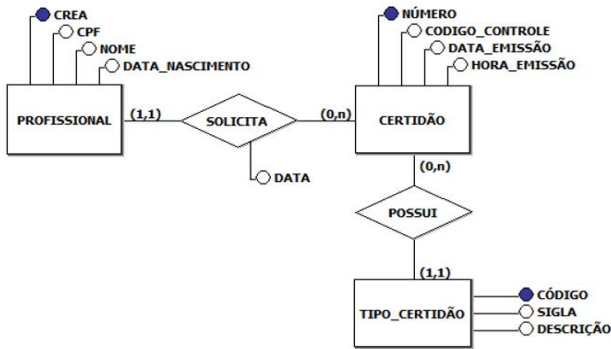 CREA
CPF
NOME
DATA_NASCIMENTO
NÚMERO
CODIGO_CONTROLE
DATA_EMISSÃO
HORA_EMISSÃO
PROFISSIONAL
(1,1)
SOLICITA
(0,n)
CERTIDÃO
DATA
(0,n)
POSSUI
(1,1)
TIPO_CERTIDÃO
CÓDIGO
SIGLA
DESCRIÇÃO